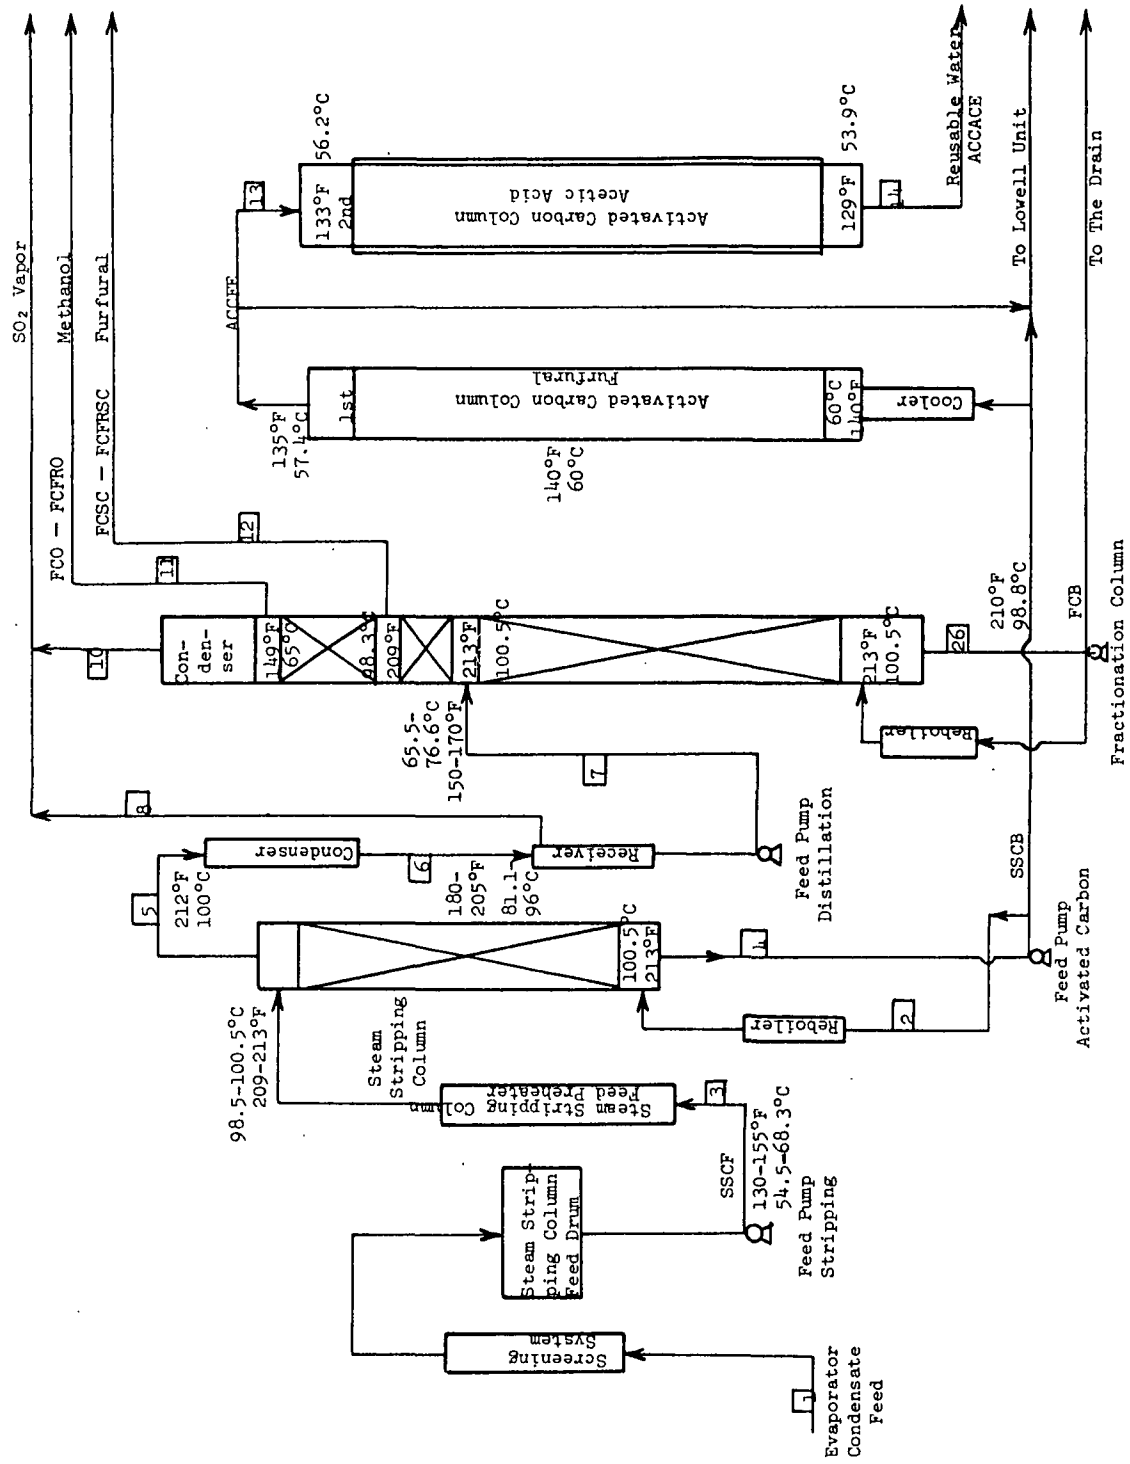 SO2 Vapor
FCO - FCFRO
Methanol
FCSC - FCFRSC
Furfural
10
11
12
Con-
den-
ser
149°F
65°C
98.3°C
209°F
213°F
100.5°C
213°F
100.5°C
26
65.5-
76.6°C
150-170°F
7
Reboiler
FCB
Fractionation Column
210°F
98.8°C
135°F
57.4°C
1st
Activated Carbon Column
Furfural
140°F
60°C
60°C
140°F
Cooler
ACCFE
13
133°F
2nd
56.2°C
Activated Carbon Column
Acetic Acid
129°F
53.9°C
14
Reusable Water
ACCACE
To Lowell Unit
To The Drain
8
5
212°F
100°C
Condenser
6
180-
205°F
81.1-
96°C
Receiver
Feed Pump
Distillation
98.5-100.5°C
209-213°F
Steam
Stripping
Column
100.5°C
213°F
4
Reboiler
2
SSCB
Feed Pump
Activated Carbon
Steam Stripping Column
Feed Preheater
3
SSCF
130-155°F
54.5-68.3°C
Feed Pump
Stripping
Steam Strip-
ping Column
Feed Drum
Screening
System
1
Evaporator
Condensate
Feed